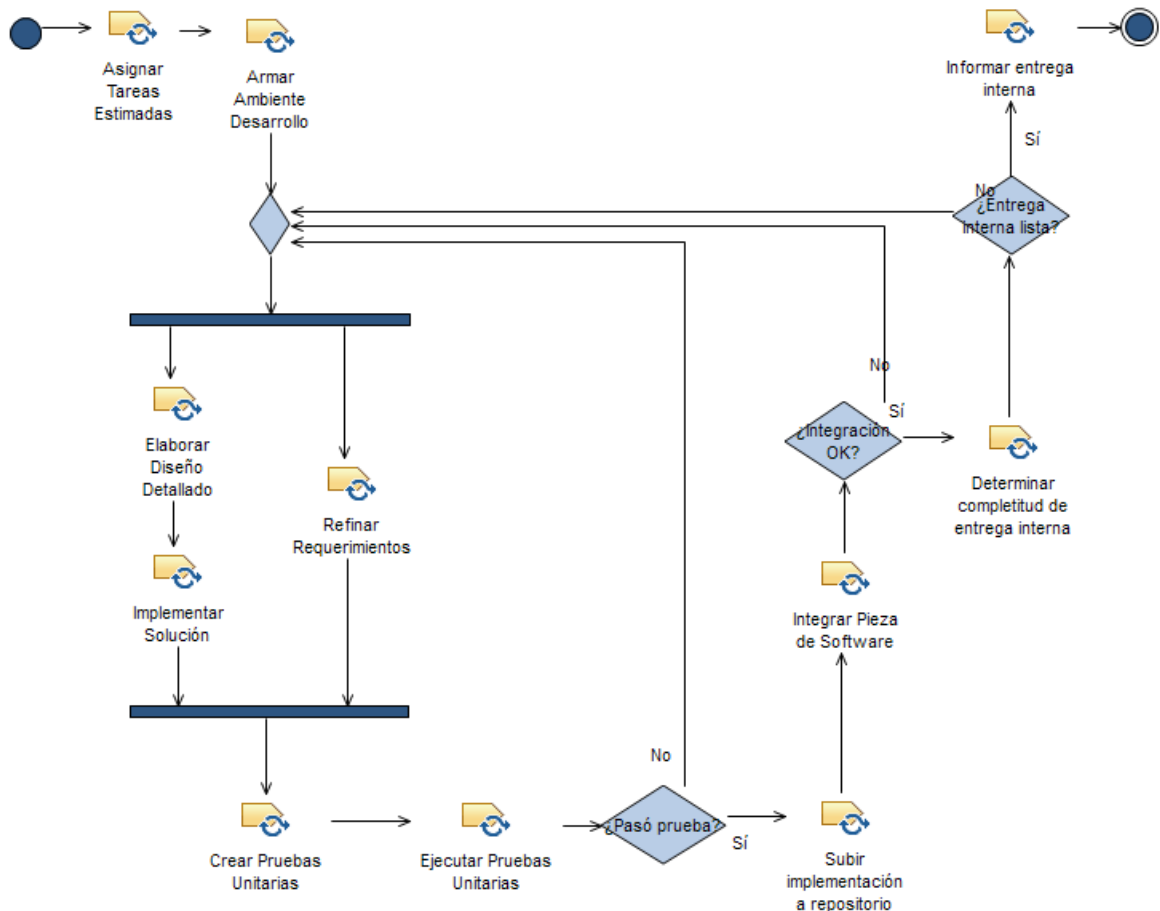 Asignar
Tareas
Estimadas
Armar
Ambiente
Desarrollo
Informar entrega
interna
Sí
No
¿Entrega
interna lista?
No
Sí
¿Integración
OK?
Determinar
completitud de
entrega interna
Elaborar
Diseño
Detallado
Refinar
Requerimientos
Implementar
Solución
Integrar Pieza
de Software
No
¿Pasó prueba?
Sí
Crear Pruebas
Unitarias
Ejecutar Pruebas
Unitarias
Subir
implementación
a repositorio